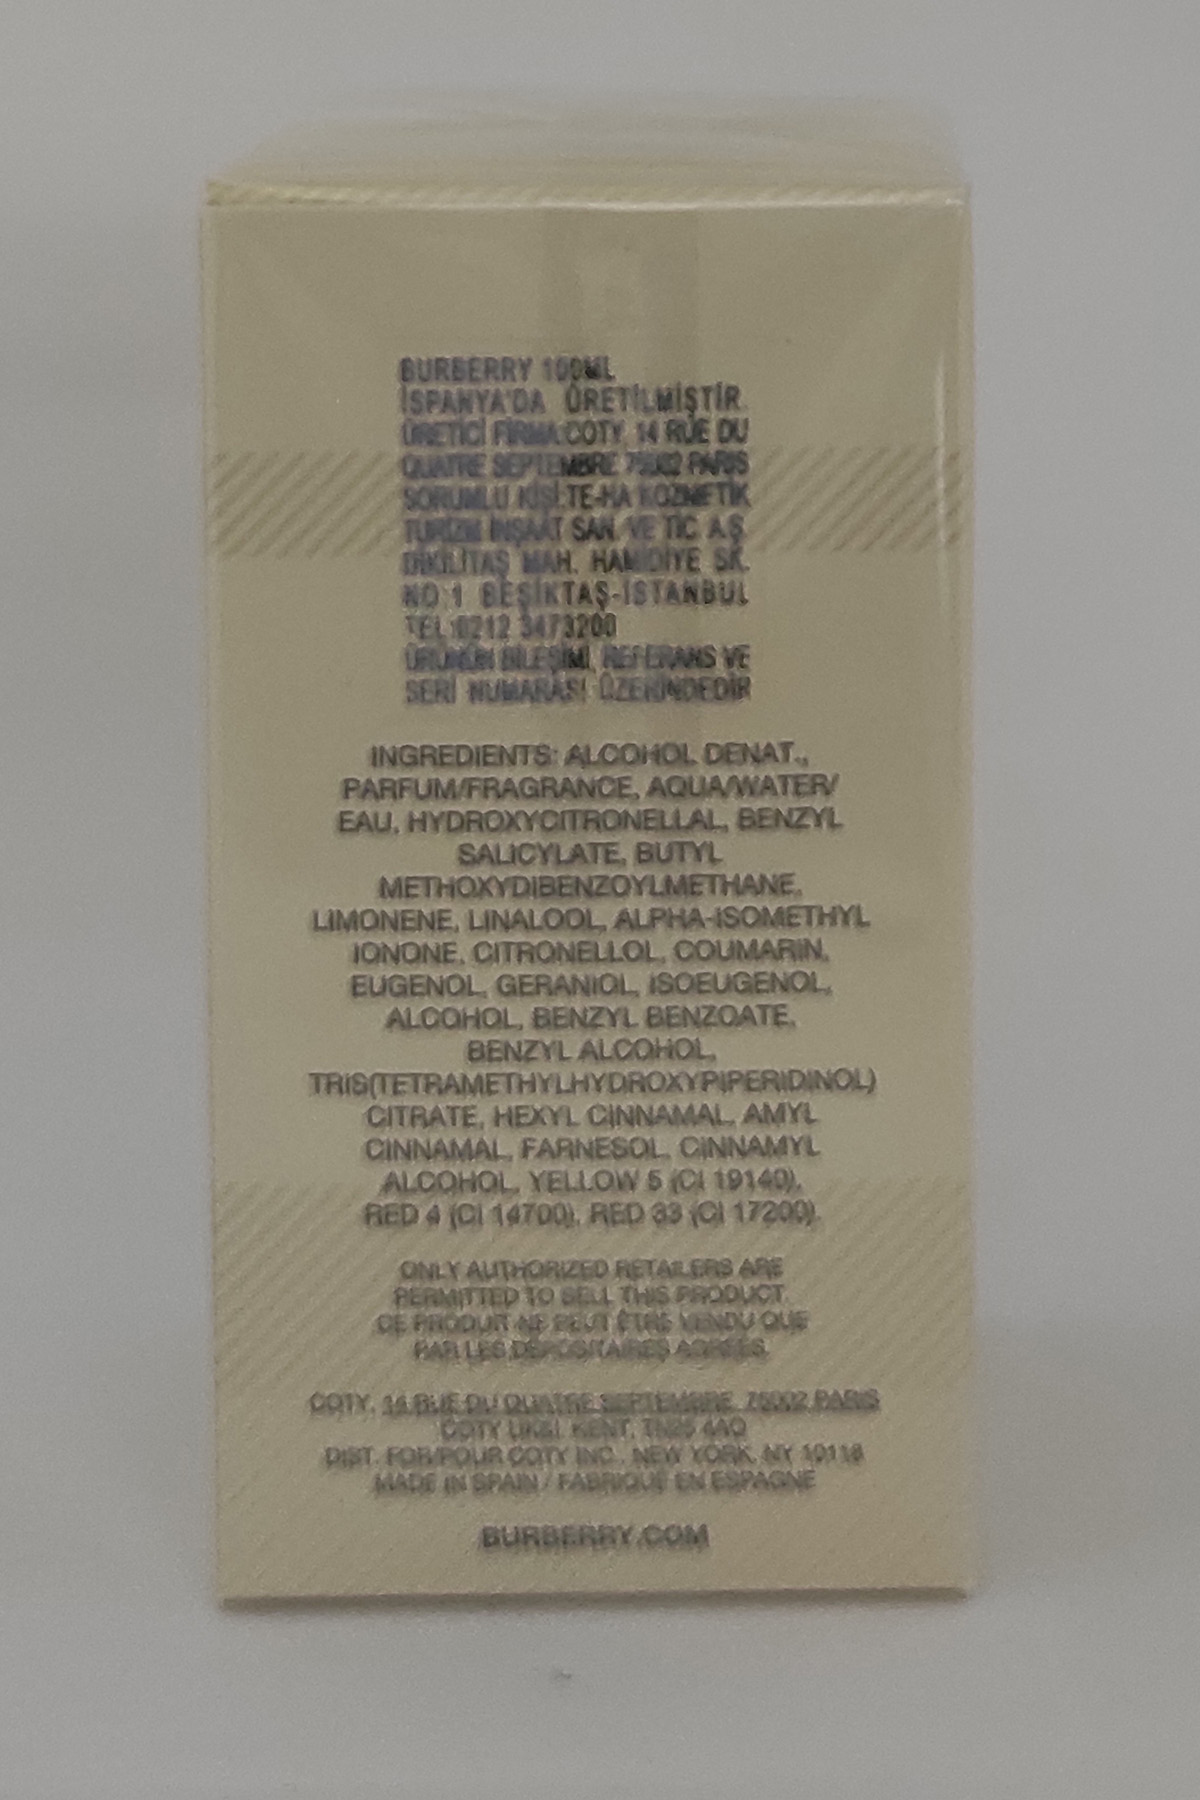 BURBERRY 100ML
İSPANYA'DA ÜRETİLMİŞTİR.
ÜRETİCİ FİRMA:COTY, 14 RUE DU
QUATRE SEPTEMBRE 75002 PARIS
SORUMLU KİŞİ:TE-HA KOZMETİK
TURİZM İNŞAAT SAN. VE TİC A.Ş.
DİKİLİTAŞ MAH. HAMİDİYE SK.
NO:1 BEŞİKTAŞ-İSTANBUL
TEL:0212 3473200
ÜRÜNÜN BİLEŞİMİ, REFERANS VE
SERİ NUMARASI ÜZERİNDEDİR
INGREDIENTS: ALCOHOL DENAT.,
PARFUM/FRAGRANCE, AQUA/WATER/
EAU, HYDROXYCITRONELLAL, BENZYL
SALICYLATE, BUTYL
METHOXYDIBENZOYLMETHANE,
LIMONENE, LINALOOL, ALPHA-ISOMETHYL
IONONE, CITRONELLOL, COUMARIN,
EUGENOL, GERANIOL, ISOEUGENOL,
ALCOHOL, BENZYL BENZOATE,
BENZYL ALCOHOL,
TRIS(TETRAMETHYLHYDROXYPIPERIDINOL)
CITRATE, HEXYL CINNAMAL, AMYL
CINNAMAL, FARNESOL, CINNAMYL
ALCOHOL, YELLOW 5 (CI 19140),
RED 4 (CI 14700), RED 33 (CI 17200).
ONLY AUTHORIZED RETAILERS ARE
PERMITTED TO SELL THIS PRODUCT.
CE PRODUIT NE PEUT ÊTRE VENDU QUE
PAR LES DÉPOSITAIRES AGRÉÉS.
COTY, 14 RUE DU QUATRE SEPTEMBRE, 75002 PARIS
COTY UK&I, KENT, TN25 4AQ
DIST. FOR/POUR COTY INC., NEW YORK, NY 10118
MADE IN SPAIN / FABRIQUÉ EN ESPAGNE
BURBERRY.COM